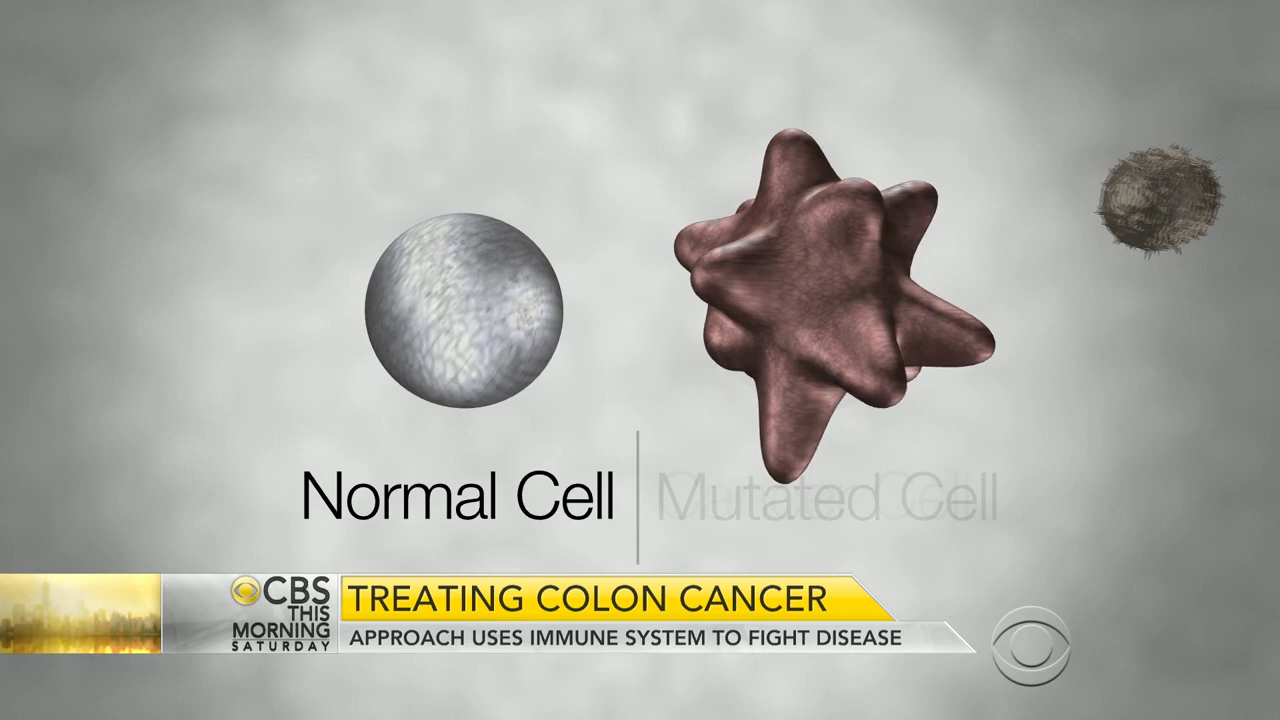 Normal Cell
Mutated Cell
CBS
THIS
MORNING
SATURDAY
TREATING COLON CANCER
APPROACH USES IMMUNE SYSTEM TO FIGHT DISEASE